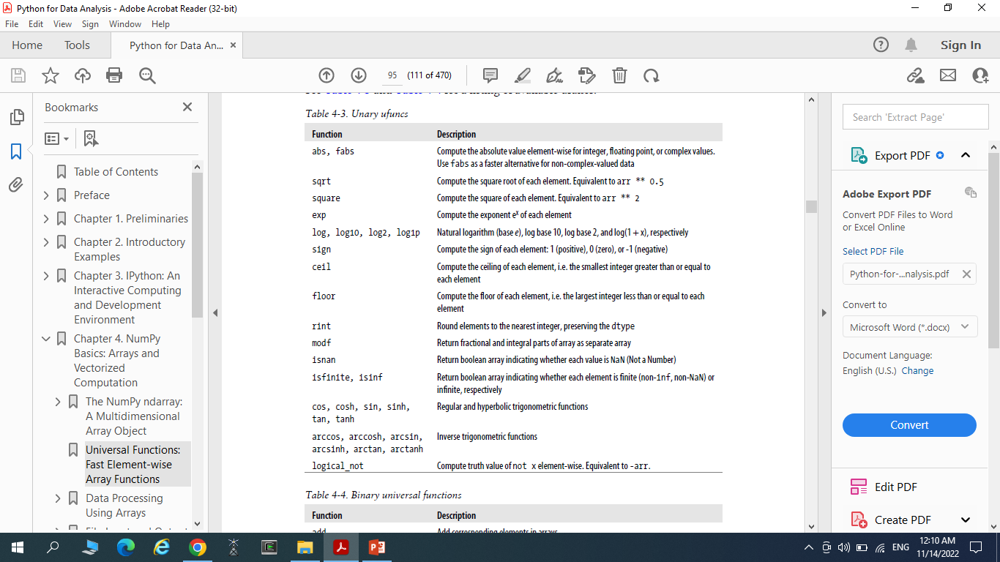 Python for Data Analysis - Adobe Acrobat Reader (32-bit)
File Edit View Sign Window Help
Home Tools Python for Data An... × Sign In
95 (111 of 470)
Bookmarks
Table of Contents
Preface
Chapter 1. Preliminaries
Chapter 2. Introductory
Examples
Chapter 3. IPython: An
Interactive Computing
and Development
Environment
Chapter 4. NumPy
Basics: Arrays and
Vectorized
Computation
The NumPy ndarray:
A Multidimensional
Array Object
Universal Functions:
Fast Element-wise
Array Functions
Data Processing
Using Arrays
Table 4-3. Unary ufuncs
Function Description
abs, fabs Compute the absolute value element-wise for integer, floating point, or complex values.
Use fabs as a faster alternative for non-complex-valued data
sqrt Compute the square root of each element. Equivalent to arr ** 0.5
square Compute the square of each element. Equivalent to arr ** 2
exp Compute the exponent eˣ of each element
log, log10, log2, log1p Natural logarithm (base e), log base 10, log base 2, and log(1 + x), respectively
sign Compute the sign of each element: 1 (positive), 0 (zero), or -1 (negative)
ceil Compute the ceiling of each element, i.e. the smallest integer greater than or equal to
each element
floor Compute the floor of each element, i.e. the largest integer less than or equal to each
element
rint Round elements to the nearest integer, preserving the dtype
modf Return fractional and integral parts of array as separate array
isnan Return boolean array indicating whether each value is NaN (Not a Number)
isfinite, isinf Return boolean array indicating whether each element is finite (non-inf, non-NaN) or
infinite, respectively
cos, cosh, sin, sinh, Regular and hyperbolic trigonometric functions
tan, tanh
arccos, arccosh, arcsin, Inverse trigonometric functions
arcsinh, arctan, arctanh
logical_not Compute truth value of not x element-wise. Equivalent to -arr.
Table 4-4. Binary universal functions
Function Description
add Add corresponding elements in arrays
Search 'Extract Page'
Export PDF
Adobe Export PDF
Convert PDF Files to Word
or Excel Online
Select PDF File
Python-for-...nalysis.pdf
Convert to
Microsoft Word (*.docx)
Document Language:
English (U.S.) Change
Convert
Edit PDF
Create PDF
ENG
12:10 AM
11/14/2022